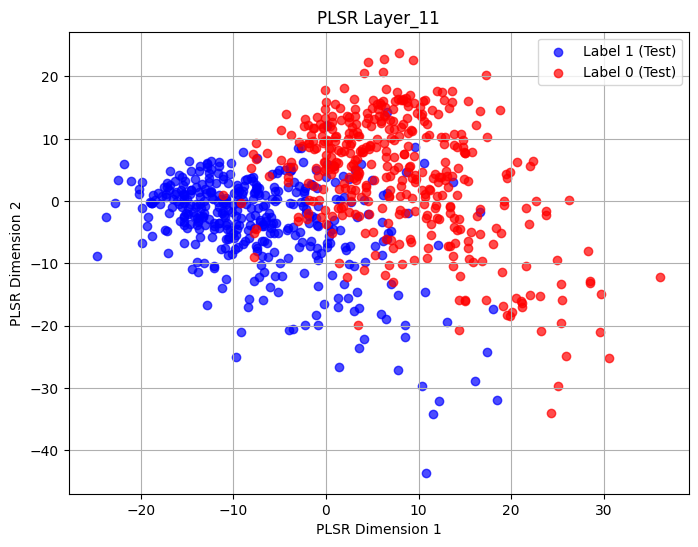 PLSR Layer_11
Label 1 (Test)
Label 0 (Test)
20
10
0
−10
−20
−30
−40
PLSR Dimension 2
−20
−10
0
10
20
30
PLSR Dimension 1